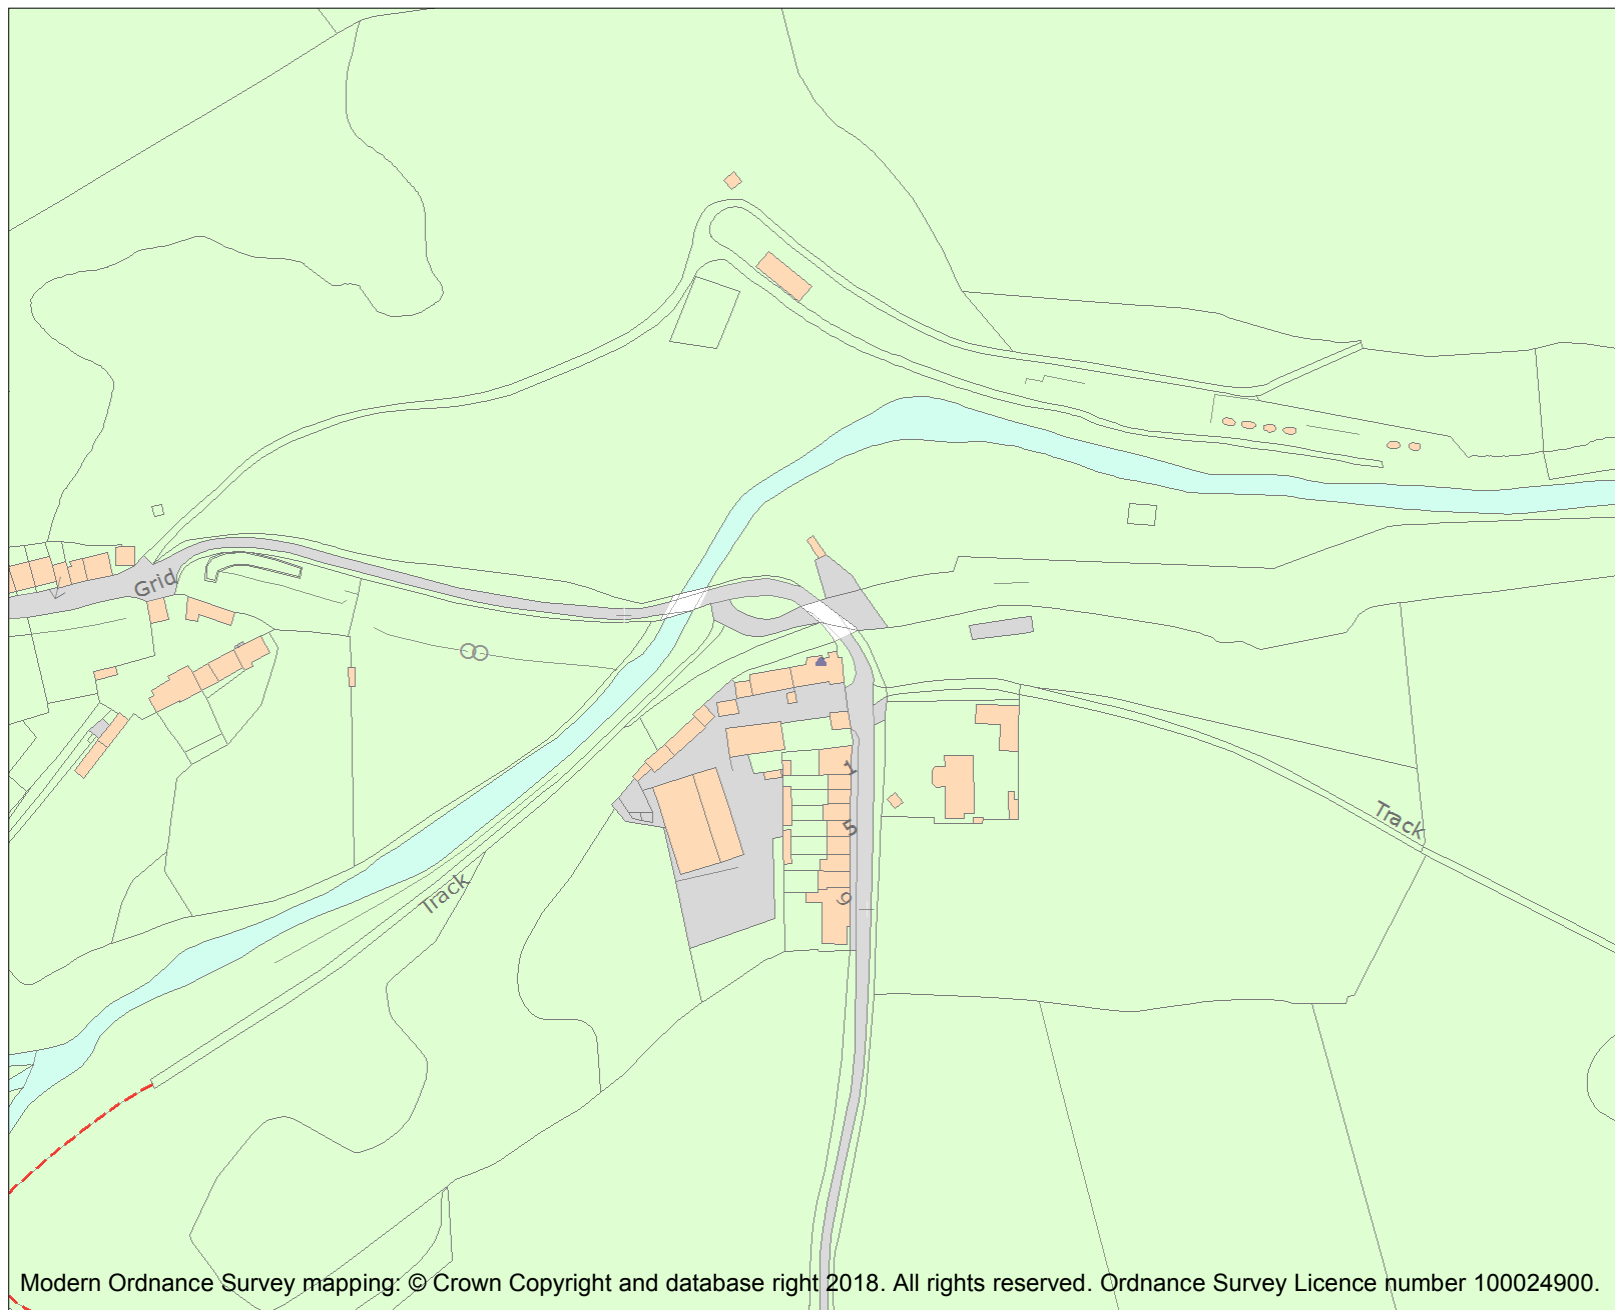 Grid
1
5
Track
Track
9
Modern Ordnance Survey mapping: © Crown Copyright and database right 2018. All rights reserved. Ordnance Survey Licence number 100024900.